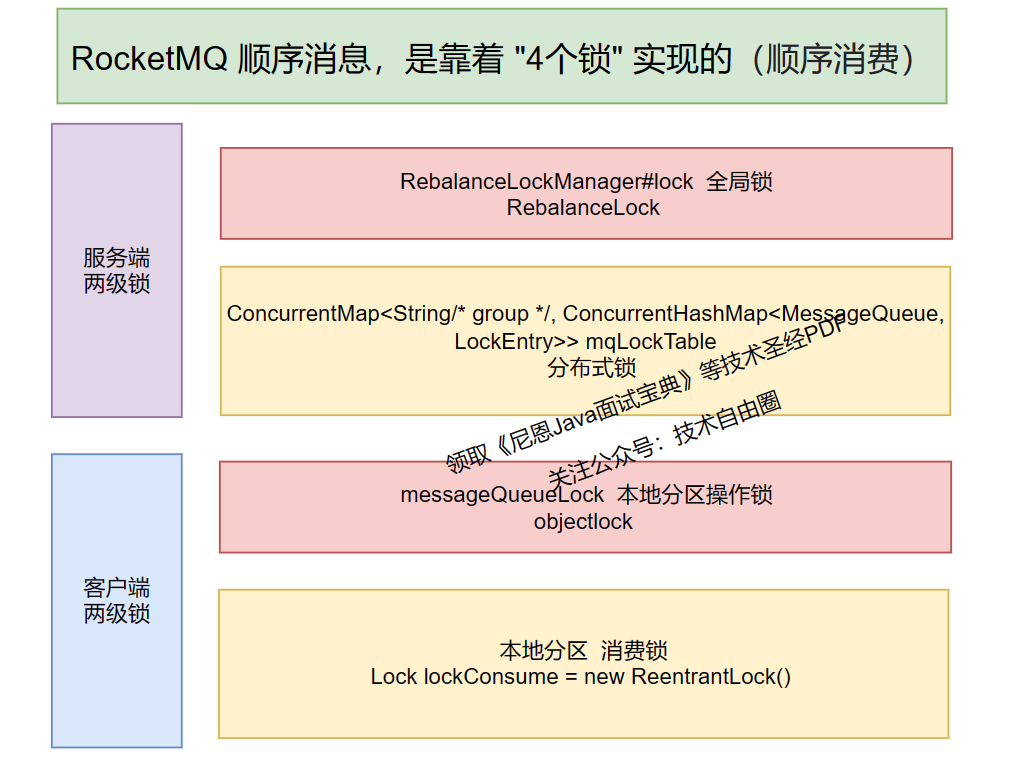 RocketMQ 顺序消息，是靠着 "4个锁" 实现的（顺序消费）
服务端
两级锁
RebalanceLockManager#lock 全局锁
RebalanceLock
ConcurrentMap<String/* group */, ConcurrentHashMap<MessageQueue,
LockEntry>> mqLockTable
分布式锁
领取《尼恩Java面试宝典》等技术圣经PDF
关注公众号：技术自由圈
客户端
两级锁
messageQueueLock 本地分区操作锁
objectlock
本地分区 消费锁
Lock lockConsume = new ReentrantLock()